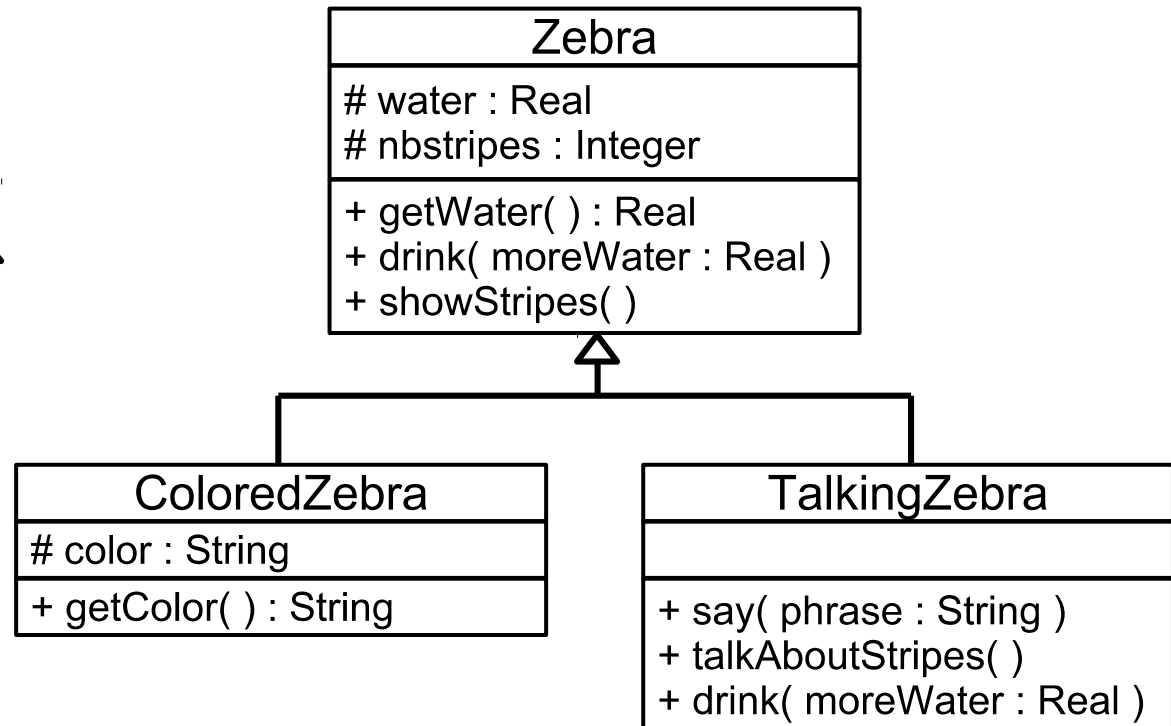 Zebra
# water : Real
# nbstripes : Integer
+ getWater( ) : Real
+ drink( moreWater : Real )
+ showStripes( )
ColoredZebra
# color : String
+ getColor( ) : String
TalkingZebra
+ say( phrase : String )
+ talkAboutStripes( )
+ drink( moreWater : Real )